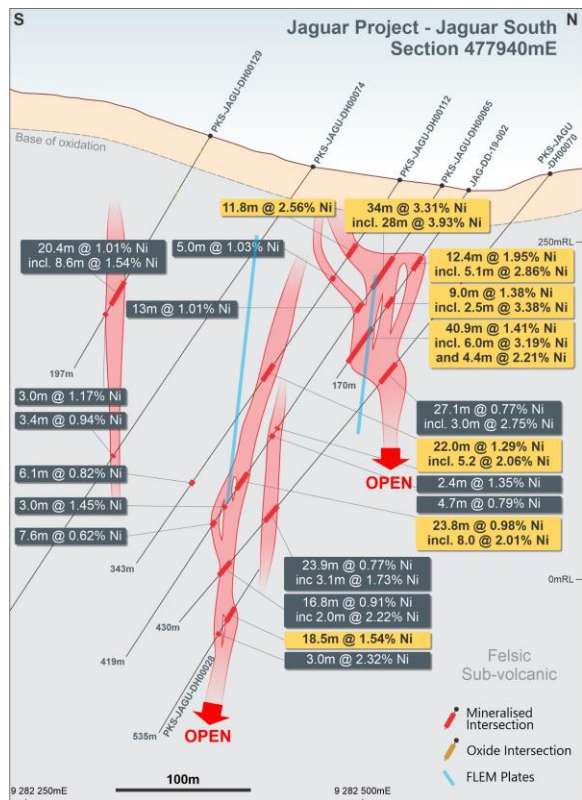 S
N
Jaguar Project - Jaguar South
Section 477940mE
PKS-JAGU-DH00129
PKS-JAGU-DH00074
PKS-JAGU-DH00112
PKS-JAGU-DH00065
JAG-DD-19-002
PKS-JAGU
-DH00070
Base of oxidation
11.8m @ 2.56% Ni
34m @ 3.31% Ni
incl. 28m @ 3.93% Ni
250mRL
20.4m @ 1.01% Ni
incl. 8.6m @ 1.54% Ni
5.0m @ 1.03% Ni
12.4m @ 1.95% Ni
incl. 5.1m @ 2.86% Ni
13m @ 1.01% Ni
9.0m @ 1.38% Ni
incl. 2.5m @ 3.38% Ni
40.9m @ 1.41% Ni
incl. 6.0m @ 3.19% Ni
and 4.4m @ 2.21% Ni
197m
170m
3.0m @ 1.17% Ni
3.4m @ 0.94% Ni
27.1m @ 0.77% Ni
incl. 3.0m @ 2.75% Ni
22.0m @ 1.29% Ni
incl. 5.2 @ 2.06% Ni
6.1m @ 0.82% Ni
OPEN
2.4m @ 1.35% Ni
4.7m @ 0.79% Ni
3.0m @ 1.45% Ni
23.8m @ 0.98% Ni
incl. 8.0 @ 2.01% Ni
7.6m @ 0.62% Ni
343m
23.9m @ 0.77% Ni
inc 3.1m @ 1.73% Ni
0mRL
16.8m @ 0.91% Ni
inc 2.0m @ 2.22% Ni
430m
18.5m @ 1.54% Ni
419m
3.0m @ 2.32% Ni
PKS-JAGU-DH00028
535m
OPEN
Felsic
Sub-volcanic
Mineralised
Intersection
Oxide Intersection
FLEM Plates
100m
9 282 250mE
9 282 500mE